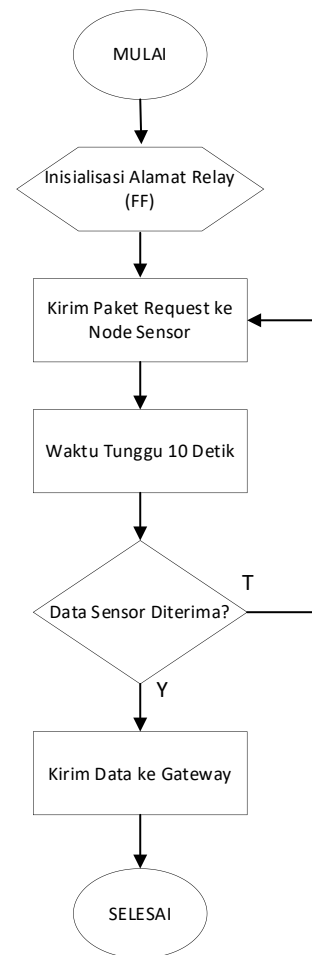 MULAI
Inisialisasi Alamat Relay
(FF)
Kirim Paket Request ke
Node Sensor
Waktu Tunggu 10 Detik
Data Sensor Diterima?
T
Y
Kirim Data ke Gateway
SELESAI